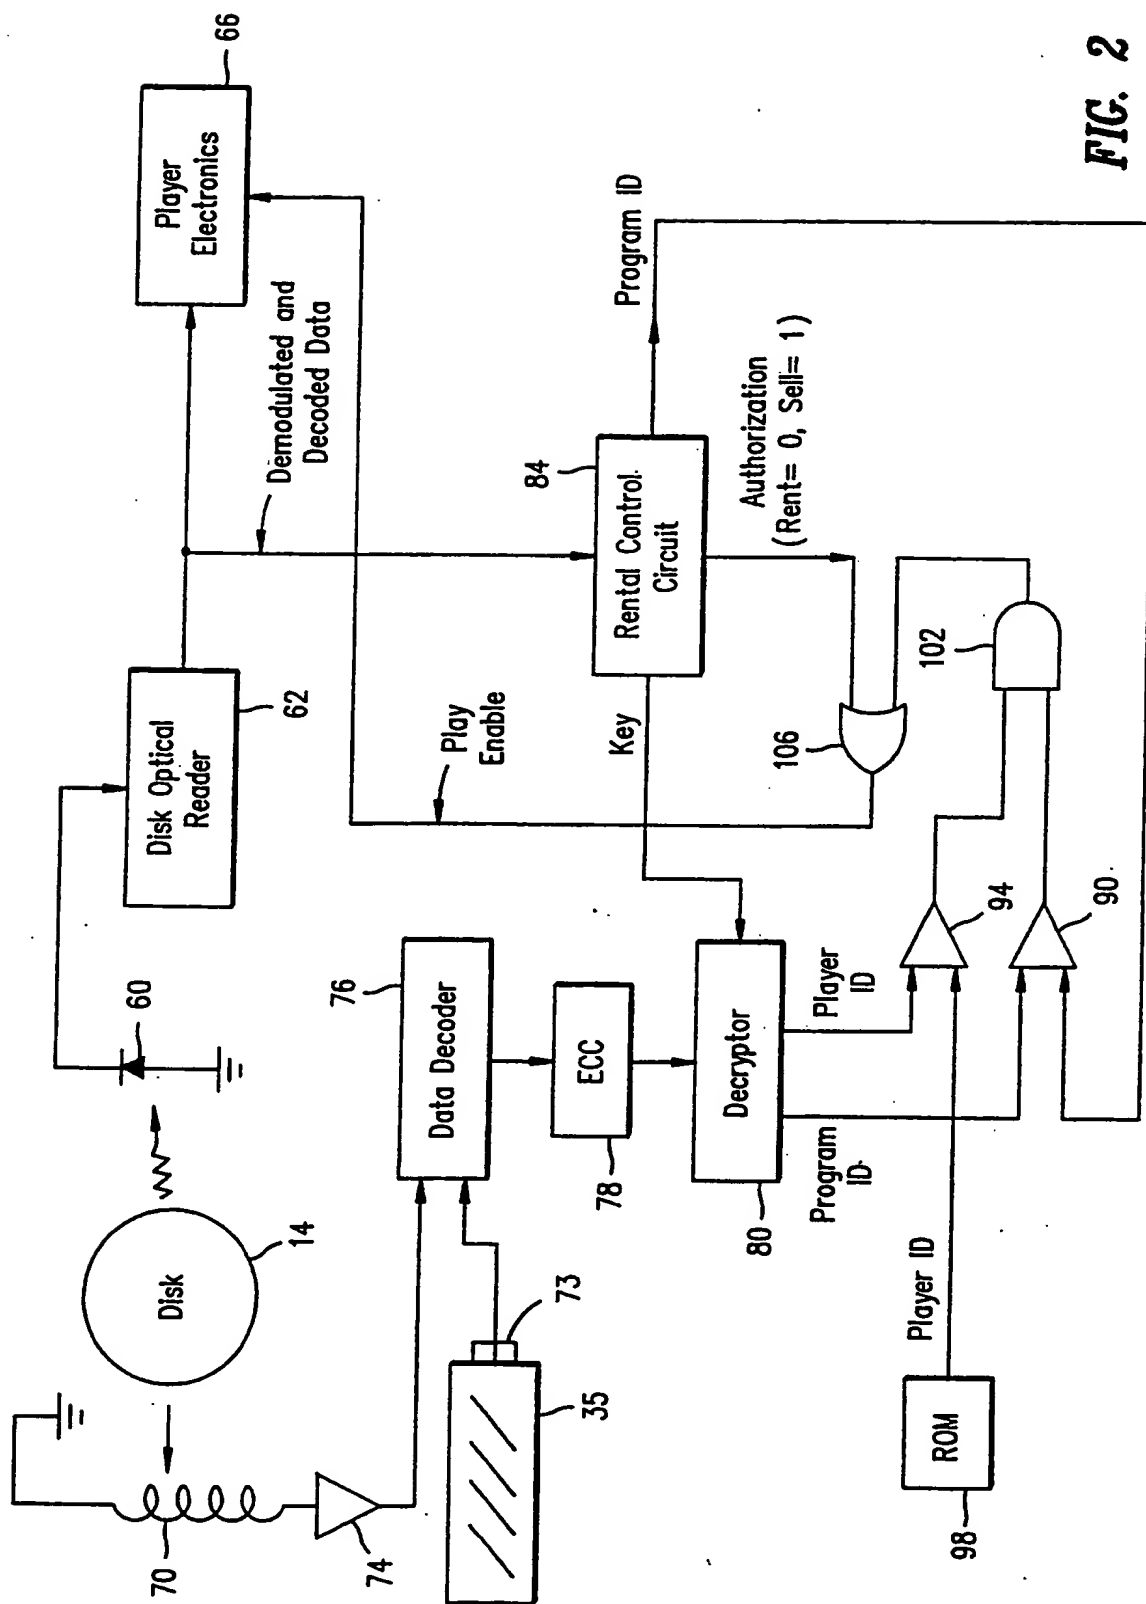 Disk
14
60
70
74
Disk Optical
Reader
62
Player
Electronics
66
Demodulated and
Decoded Data
Play
Enable
35
73
76
Data Decoder
ECC
78
Decryptor
80
Key
84
Rental Control
Circuit
Program ID
Authorization
(Rent= 0, Sell= 1)
106
102
Player
ID
Program
ID
94
90
Player ID
ROM
98
FIG. 2